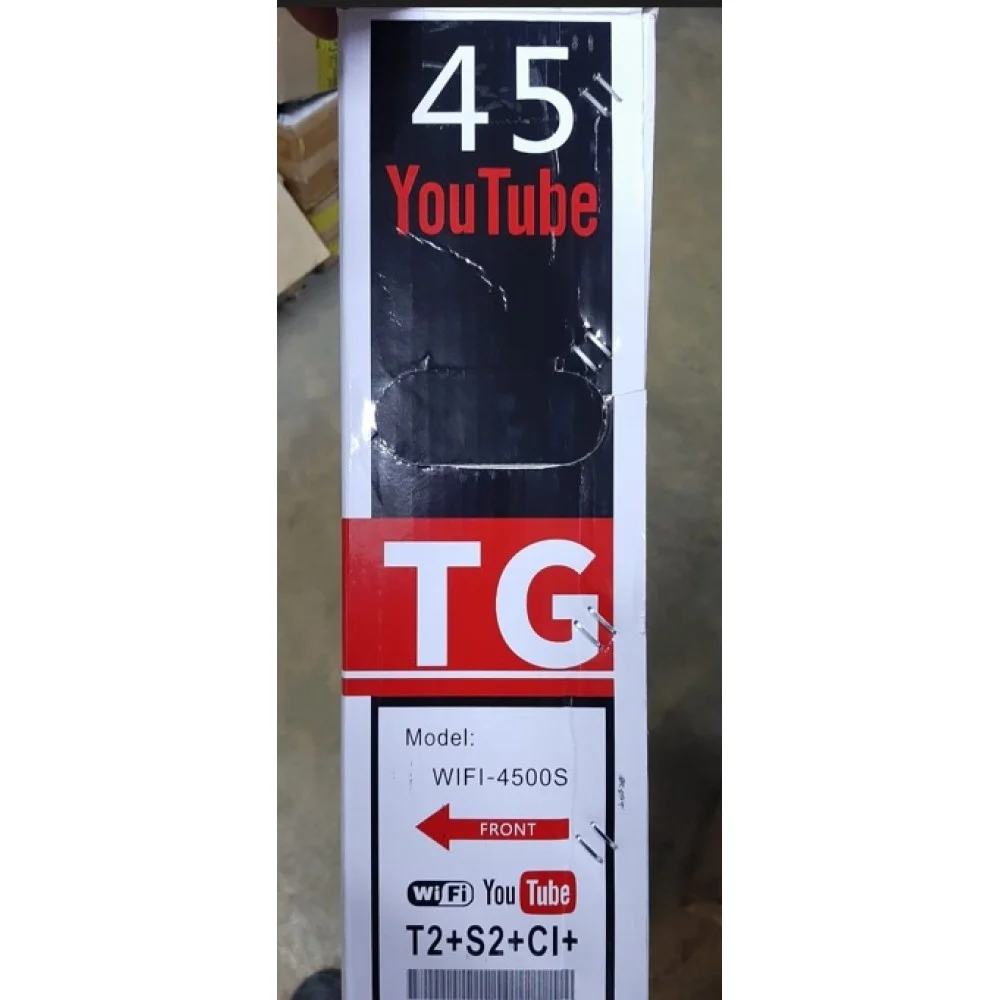 45
YouTube
TG
Model:
WIFI-4500S
FRONT
WiFi YouTube
T2+S2+CI+